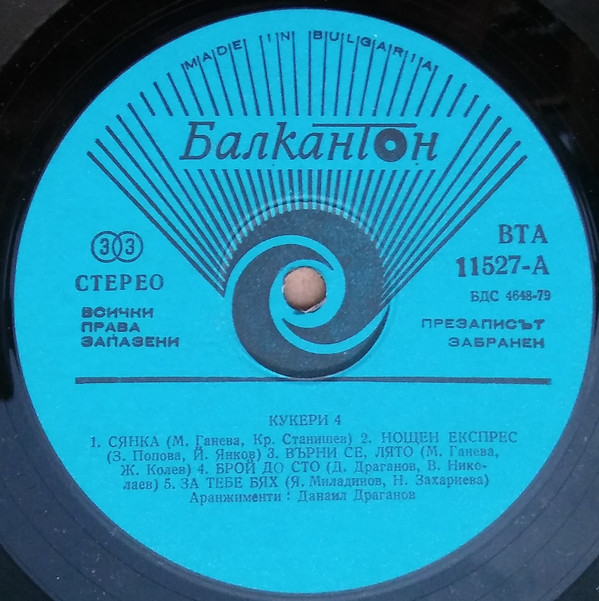 MADE IN BULGARIA
Балкантон
33
СТЕРЕО
ВСИЧКИ
ПРАВА
ЗАПАЗЕНИ
ВТА
11527-А
БДС 4648-79
ПРЕЗАПИСЪТ
ЗАБРАНЕН
КУКЕРИ 4
1. СЯНКА (М. Ганева, Кр. Станишев) 2. НОЩЕН ЕКСПРЕС
(З. Попова, Й. Янков) 3. ВЪРНИ СЕ, ЛЯТО (М. Ганева,
Ж. Колев) 4. БРОЙ ДО СТО (Д. Драганов, В. Нико-
лаев) 5. ЗА ТЕБЕ БЯХ (Я. Миладинов, Н. Захариева)
Аранжименти : Данаил Драганов